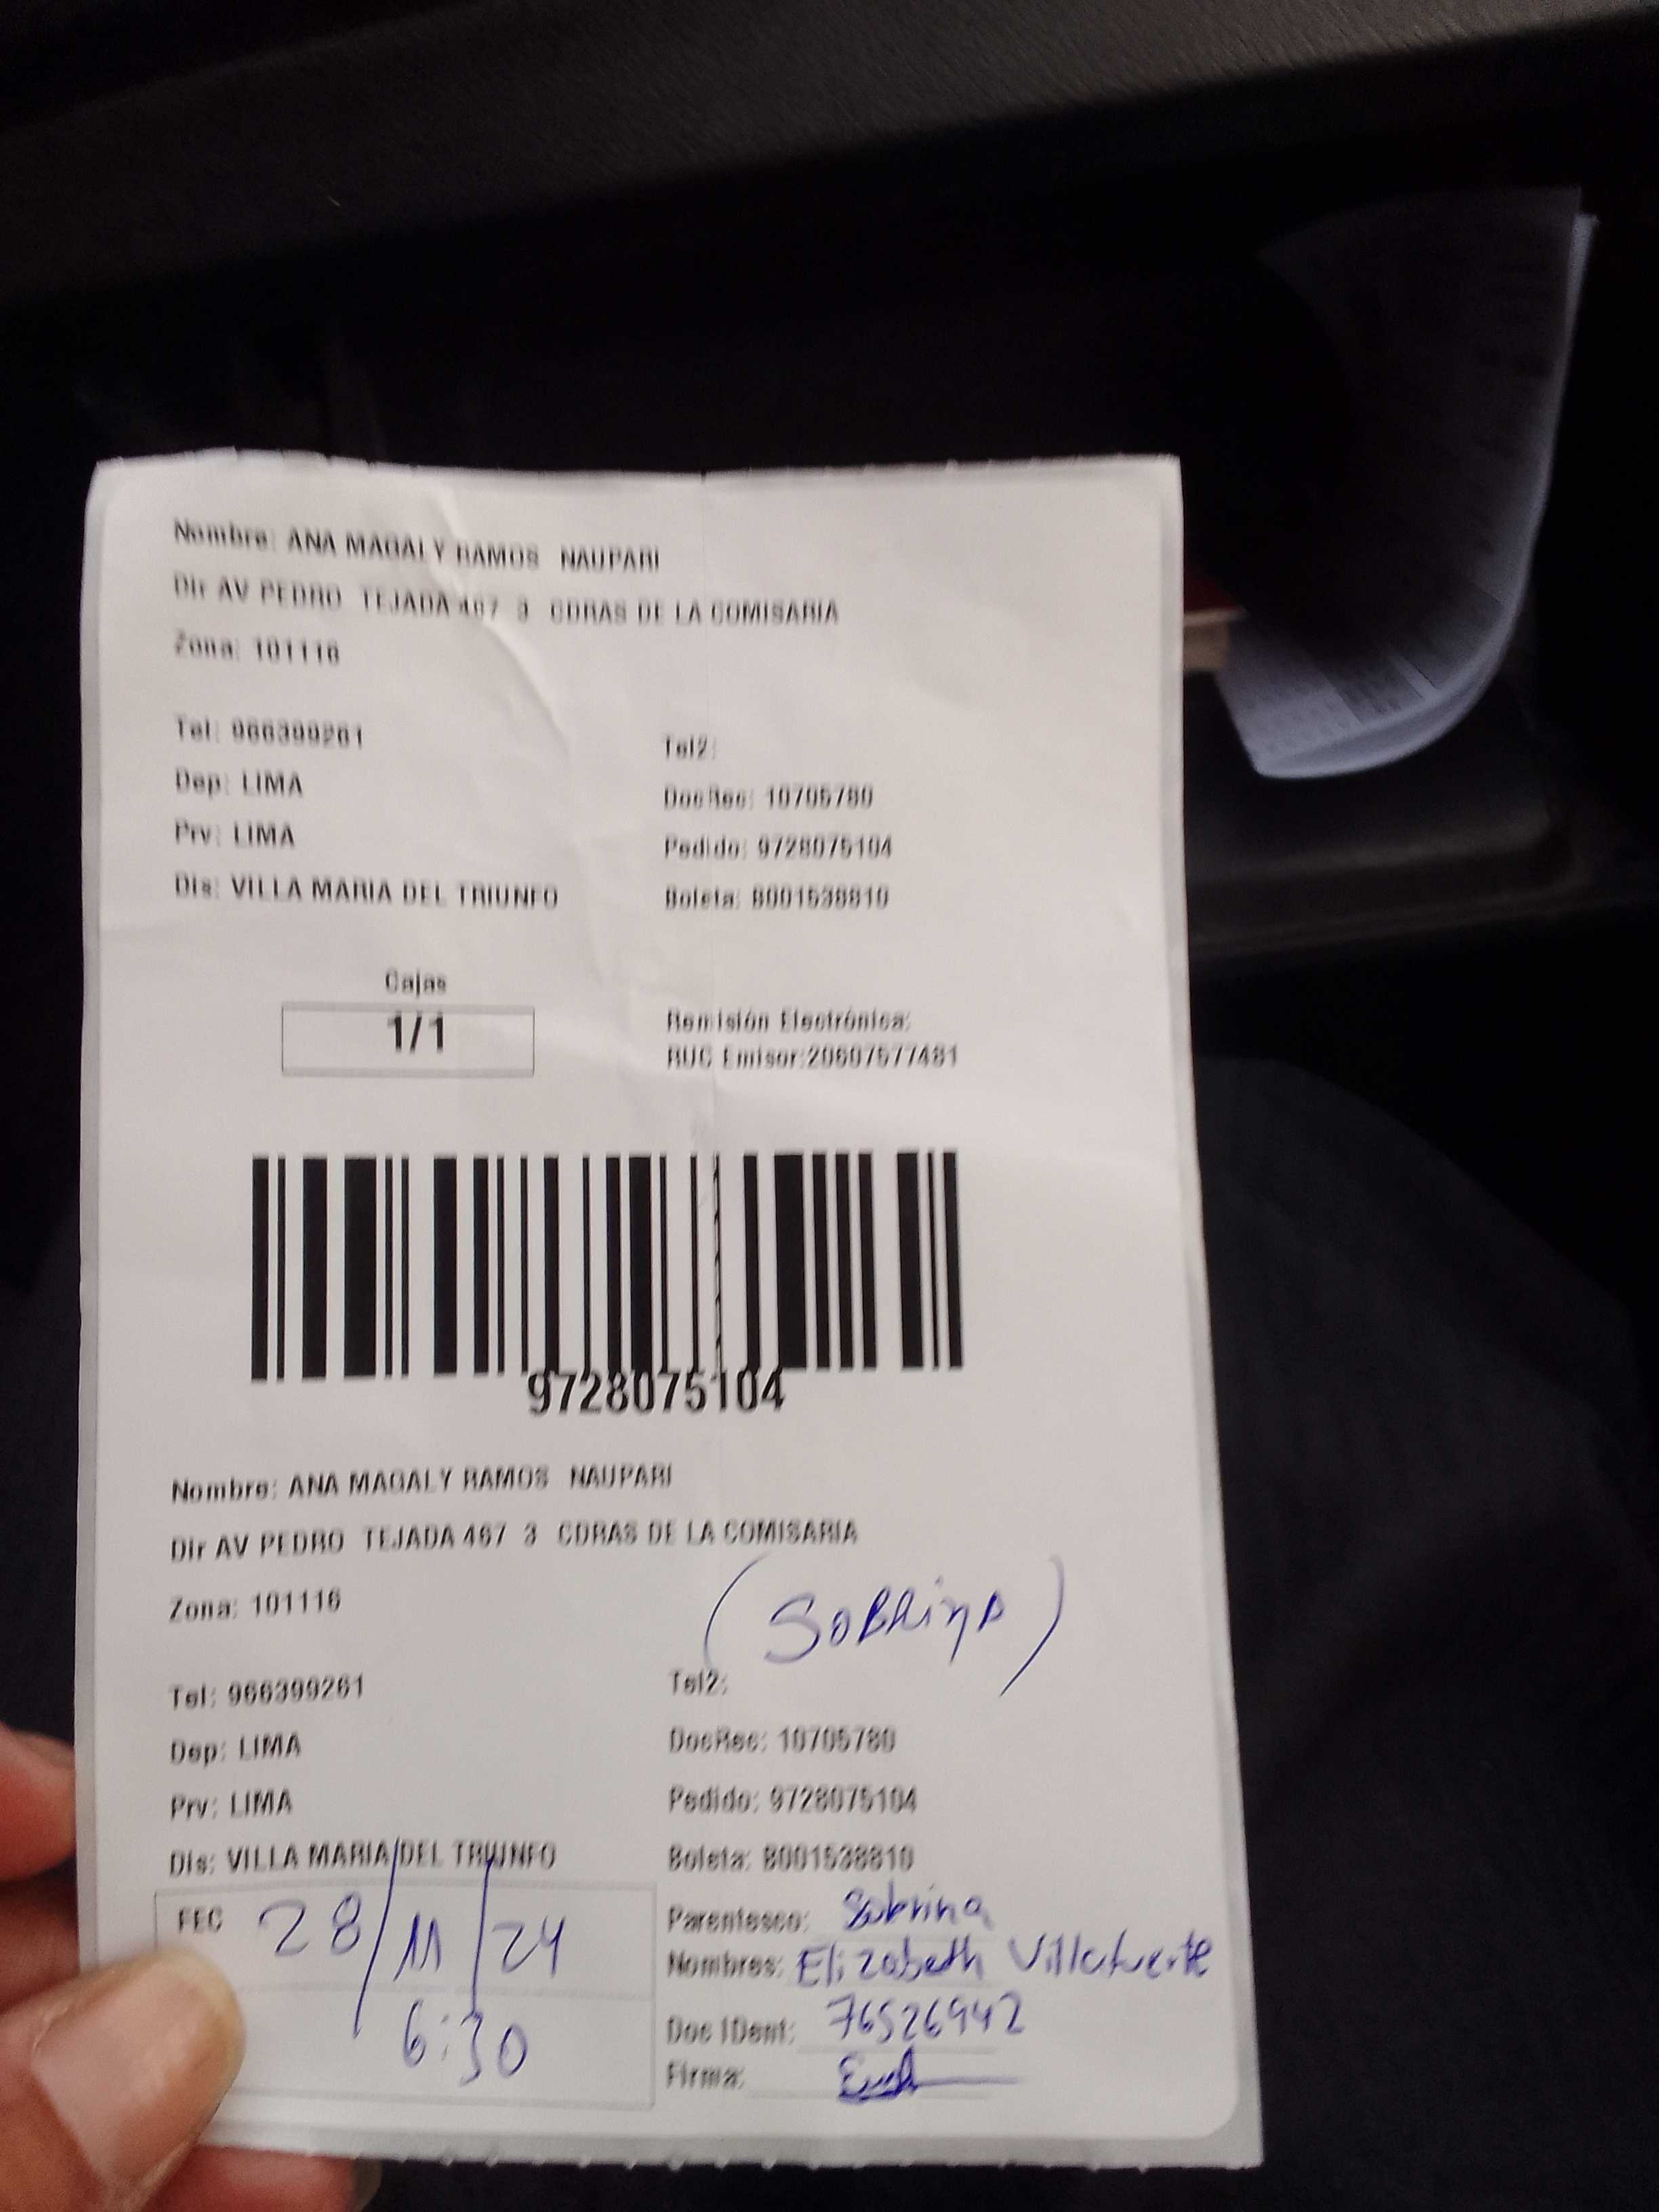 Nombre: ANA MAGALY RAMOS NAUPARI
Dir AV PEDRO TEJADA 467 3 CDRAS DE LA COMISARIA
Zona: 101116
Tel: 966399261 Tel2:
Dep: LIMA DocRec: 10705780
Prv: LIMA Pedido: 9728075104
Dis: VILLA MARIA DEL TRIUNFO Boleta: B001538810
Cajas
1/1
Remisión Electrónica:
RUC Emisor:20607577481
9728075104
Nombre: ANA MAGALY RAMOS NAUPARI
Dir AV PEDRO TEJADA 467 3 CDRAS DE LA COMISARIA
Zona: 101116
(SOBRINA)
Tel: 966399261 Tel2:
Dep: LIMA DocRec: 10705780
Prv: LIMA Pedido: 9728075104
Dis: VILLA MARIA DEL TRIUNFO Boleta: B001538810
FEC 28/11/24
6:30
Parentesco: Sobrina
Nombres: Elizabeth Villafuerte
Doc IDent: 76526942
Firma: